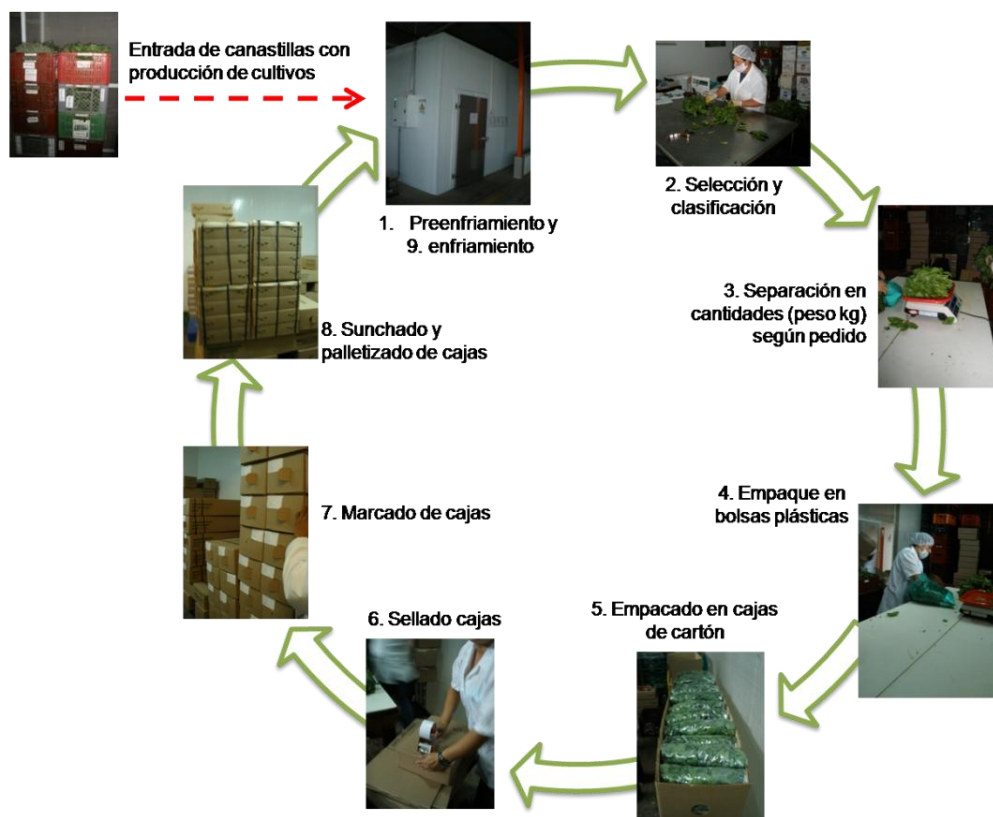 Entrada de canastillas con
producción de cultivos
1. Preenfriamiento y
9. enfriamiento
2. Selección y
clasificación
3. Separación en
cantidades (peso kg)
según pedido
4. Empaque en
bolsas plásticas
5. Empacado en cajas
de cartón
6. Sellado cajas
7. Marcado de cajas
8. Sunchado y
palletizado de cajas